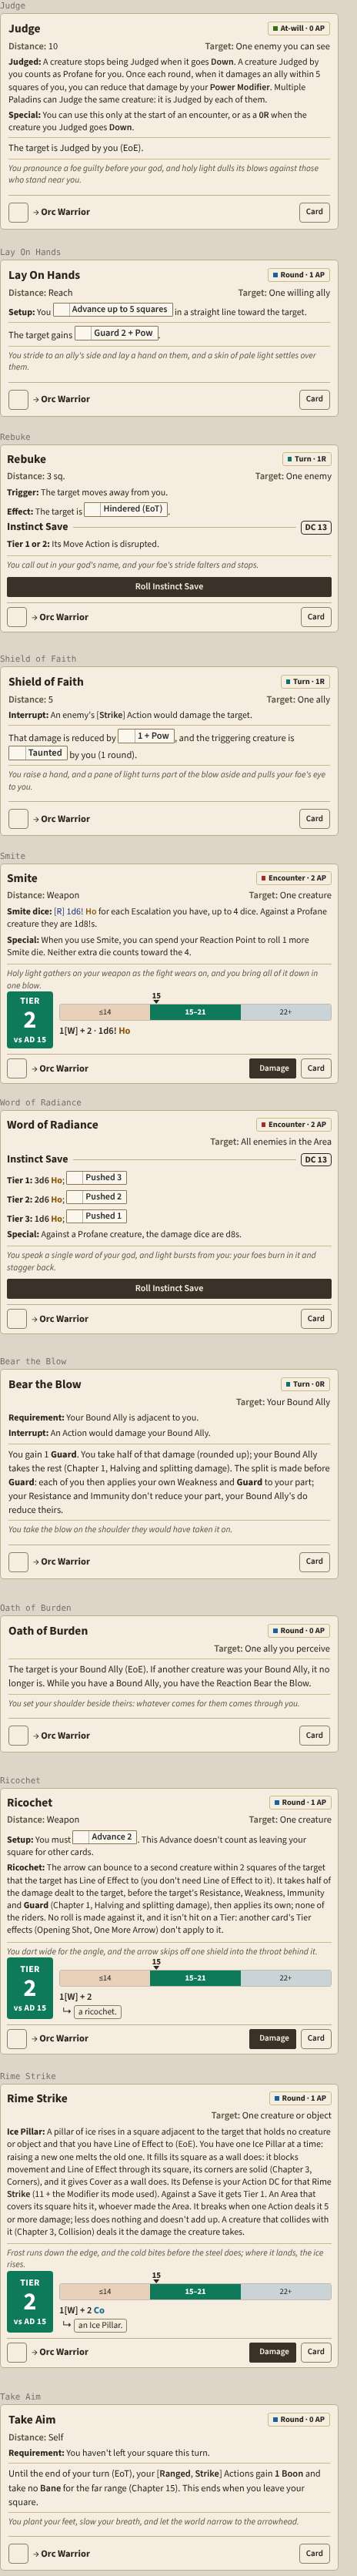 Judge
Judge
At-will · 0 AP
Distance: 10
Target: One enemy you can see
Judged: A creature stops being Judged when it goes Down. A creature Judged by
you counts as Profane for you. Once each round, when it damages an ally within 5
squares of you, you can reduce that damage by your Power Modifier. Multiple
Paladins can Judge the same creature: it is Judged by each of them.
Special: You can use this only at the start of an encounter, or as a 0R when the
creature you Judged goes Down.
The target is Judged by you (EoE).
You pronounce a foe guilty before your god, and holy light dulls its blows against those
who stand near you.
→ Orc Warrior
Card
Lay On Hands
Lay On Hands
Round · 1 AP
Distance: Reach
Target: One willing ally
Setup: You Advance up to 5 squares in a straight line toward the target.
The target gains Guard 2 + Pow.
You stride to an ally's side and lay a hand on them, and a skin of pale light settles over
them.
→ Orc Warrior
Card
Rebuke
Rebuke
Turn · 1R
Distance: 3 sq.
Target: One enemy
Trigger: The target moves away from you.
Effect: The target is Hindered (EoT).
Instinct Save
DC 13
Tier 1 or 2: Its Move Action is disrupted.
You call out in your god's name, and your foe's stride falters and stops.
Roll Instinct Save
→ Orc Warrior
Card
Shield of Faith
Shield of Faith
Turn · 1R
Distance: 5
Target: One ally
Interrupt: An enemy's [Strike] Action would damage the target.
That damage is reduced by 1 + Pow, and the triggering creature is
Taunted by you (1 round).
You raise a hand, and a pane of light turns part of the blow aside and pulls your foe's eye
to you.
→ Orc Warrior
Card
Smite
Smite
Encounter · 2 AP
Distance: Weapon
Target: One creature
Smite dice: [R] 1d6! Ho for each Escalation you have, up to 4 dice. Against a Profane
creature they are 1d8!s.
Special: When you use Smite, you can spend your Reaction Point to roll 1 more
Smite die. Neither extra die counts toward the 4.
Holy light gathers on your weapon as the fight wears on, and you bring all of it down in
one blow.
TIER
2
vs AD 15
15
≤14
15–21
22+
1[W] + 2 · 1d6! Ho
→ Orc Warrior
Damage
Card
Word of Radiance
Word of Radiance
Encounter · 2 AP
Target: All enemies in the Area
Instinct Save
DC 13
Tier 1: 3d6 Ho; Pushed 3
Tier 2: 2d6 Ho; Pushed 2
Tier 3: 1d6 Ho; Pushed 1
Special: Against a Profane creature, the damage dice are d8s.
You speak a single word of your god, and light bursts from you: your foes burn in it and
stagger back.
Roll Instinct Save
→ Orc Warrior
Card
Bear the Blow
Bear the Blow
Turn · 0R
Target: Your Bound Ally
Requirement: Your Bound Ally is adjacent to you.
Interrupt: An Action would damage your Bound Ally.
You gain 1 Guard. You take half of that damage (rounded up); your Bound Ally
takes the rest (Chapter 1, Halving and splitting damage). The split is made before
Guard: each of you then applies your own Weakness and Guard to your part;
your Resistance and Immunity don't reduce your part, your Bound Ally's do
reduce theirs.
You take the blow on the shoulder they would have taken it on.
→ Orc Warrior
Card
Oath of Burden
Oath of Burden
Round · 0 AP
Target: One ally you perceive
The target is your Bound Ally (EoE). If another creature was your Bound Ally, it no
longer is. While you have a Bound Ally, you have the Reaction Bear the Blow.
You set your shoulder beside theirs: whatever comes for them comes through you.
→ Orc Warrior
Card
Ricochet
Ricochet
Round · 1 AP
Distance: Weapon
Target: One creature
Setup: You must Advance 2. This Advance doesn't count as leaving your
square for other cards.
Ricochet: The arrow can bounce to a second creature within 2 squares of the target
that the target has Line of Effect to (you don't need Line of Effect to it). It takes half of
the damage dealt to the target, before the target's Resistance, Weakness, Immunity
and Guard (Chapter 1, Halving and splitting damage), then applies its own; none of
the riders. No roll is made against it, and it isn't hit on a Tier: another card's Tier
effects (Opening Shot, One More Arrow) don't apply to it.
You dart wide for the angle, and the arrow skips off one shield into the throat behind it.
TIER
2
vs AD 15
15
≤14
15–21
22+
1[W] + 2
↪ a ricochet.
→ Orc Warrior
Damage
Card
Rime Strike
Rime Strike
Round · 1 AP
Target: One creature or object
Ice Pillar: A pillar of ice rises in a square adjacent to the target that holds no creature
or object and that you have Line of Effect to (EoE). You have one Ice Pillar at a time:
raising a new one melts the old one. It fills its square as a wall does: it blocks
movement and Line of Effect through its square, its corners are solid (Chapter 3,
Corners), and it gives Cover as a wall does. Its Defense is your Action DC for that Rime
Strike (11 + the Modifier its mode used). Against a Save it gets Tier 1. An Area that
covers its square hits it, whoever made the Area. It breaks when one Action deals it 5
or more damage; less does nothing and doesn't add up. A creature that collides with
it (Chapter 3, Collision) deals it the damage the creature takes.
Frost runs down the edge, and the cold bites before the steel does; where it lands, the ice
rises.
TIER
2
vs AD 15
15
≤14
15–21
22+
1[W] + 2 Co
↪ an Ice Pillar.
→ Orc Warrior
Damage
Card
Take Aim
Take Aim
Round · 0 AP
Distance: Self
Requirement: You haven't left your square this turn.
Until the end of your turn (EoT), your [Ranged, Strike] Actions gain 1 Boon and
take no Bane for the far range (Chapter 15). This ends when you leave your
square.
You plant your feet, slow your breath, and let the world narrow to the arrowhead.
→ Orc Warrior
Card